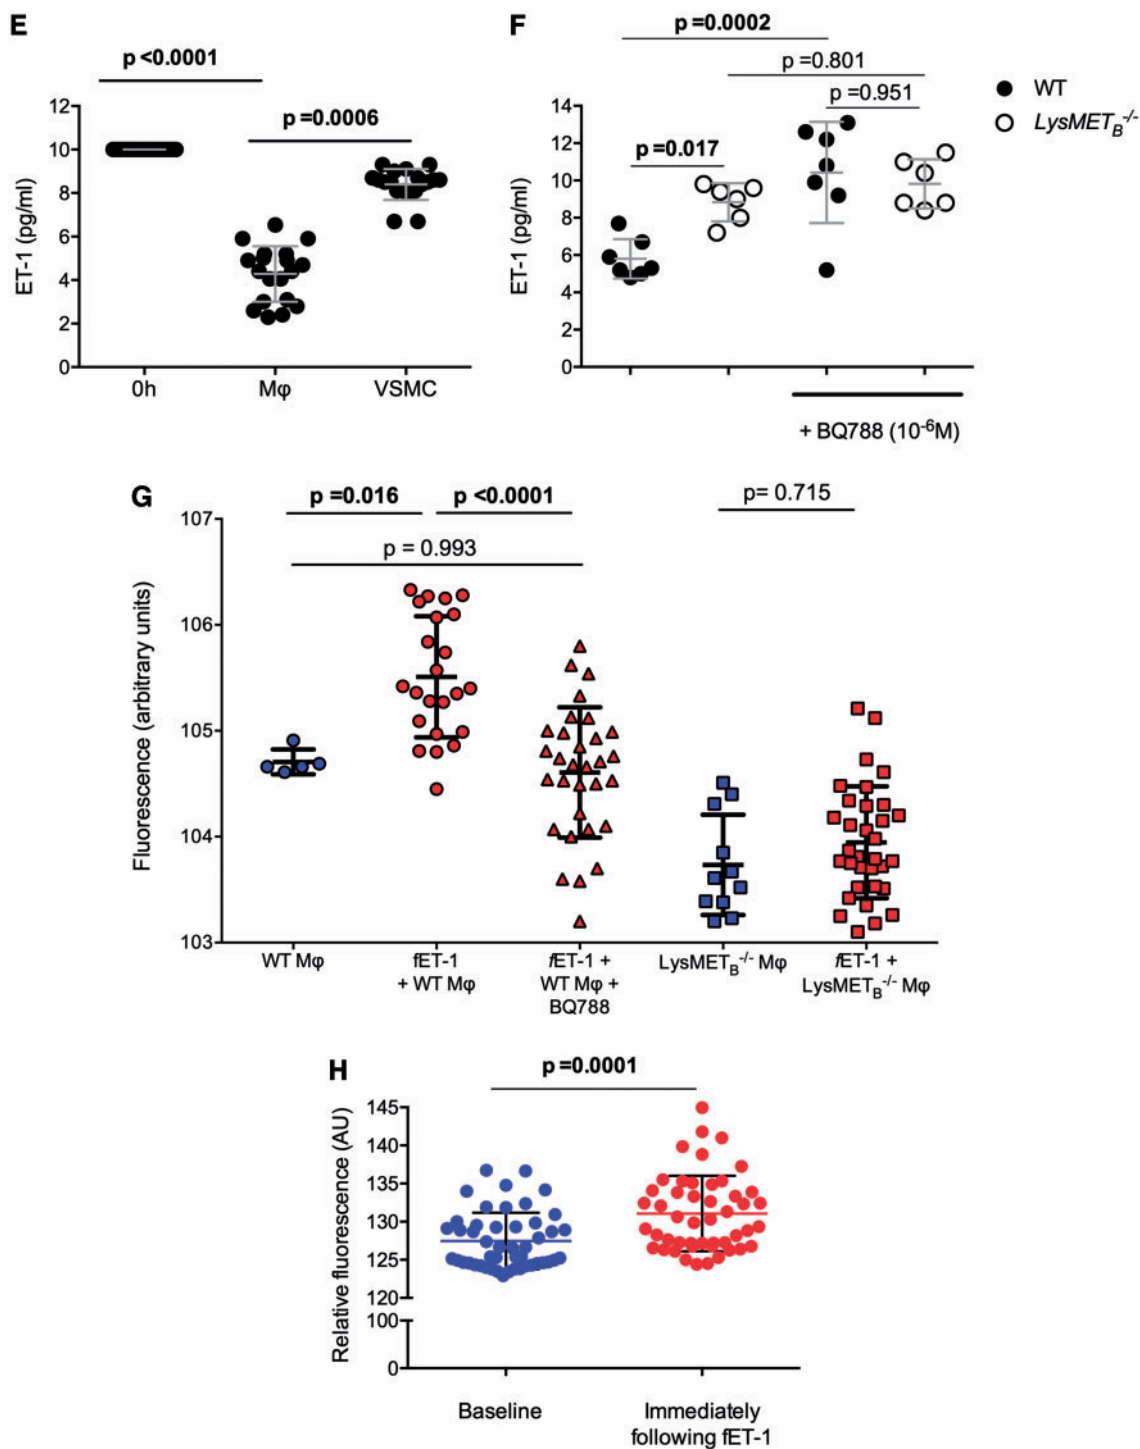 E
p <0.0001
p =0.0006
ET-1 (pg/ml)
12
10
8
6
4
2
0
0h
Mφ
VSMC
F
p =0.0002
p =0.801
p =0.951
p =0.017
ET-1 (pg/ml)
14
12
10
8
6
4
2
0
+ BQ788 (10⁻⁶M)
WT
LysMET_B⁻/⁻
G
p =0.016
p <0.0001
p= 0.715
p = 0.993
Fluorescence (arbitrary units)
107
106
105
104
103
WT Mφ
fET-1
+ WT Mφ
fET-1 +
WT Mφ +
BQ788
LysMET_B⁻/⁻ Mφ
fET-1 +
LysMET_B⁻/⁻ Mφ
H
p=0.0001
Relative fluorescence (AU)
145
140
135
130
125
120
100
0
Baseline
Immediately
following fET-1